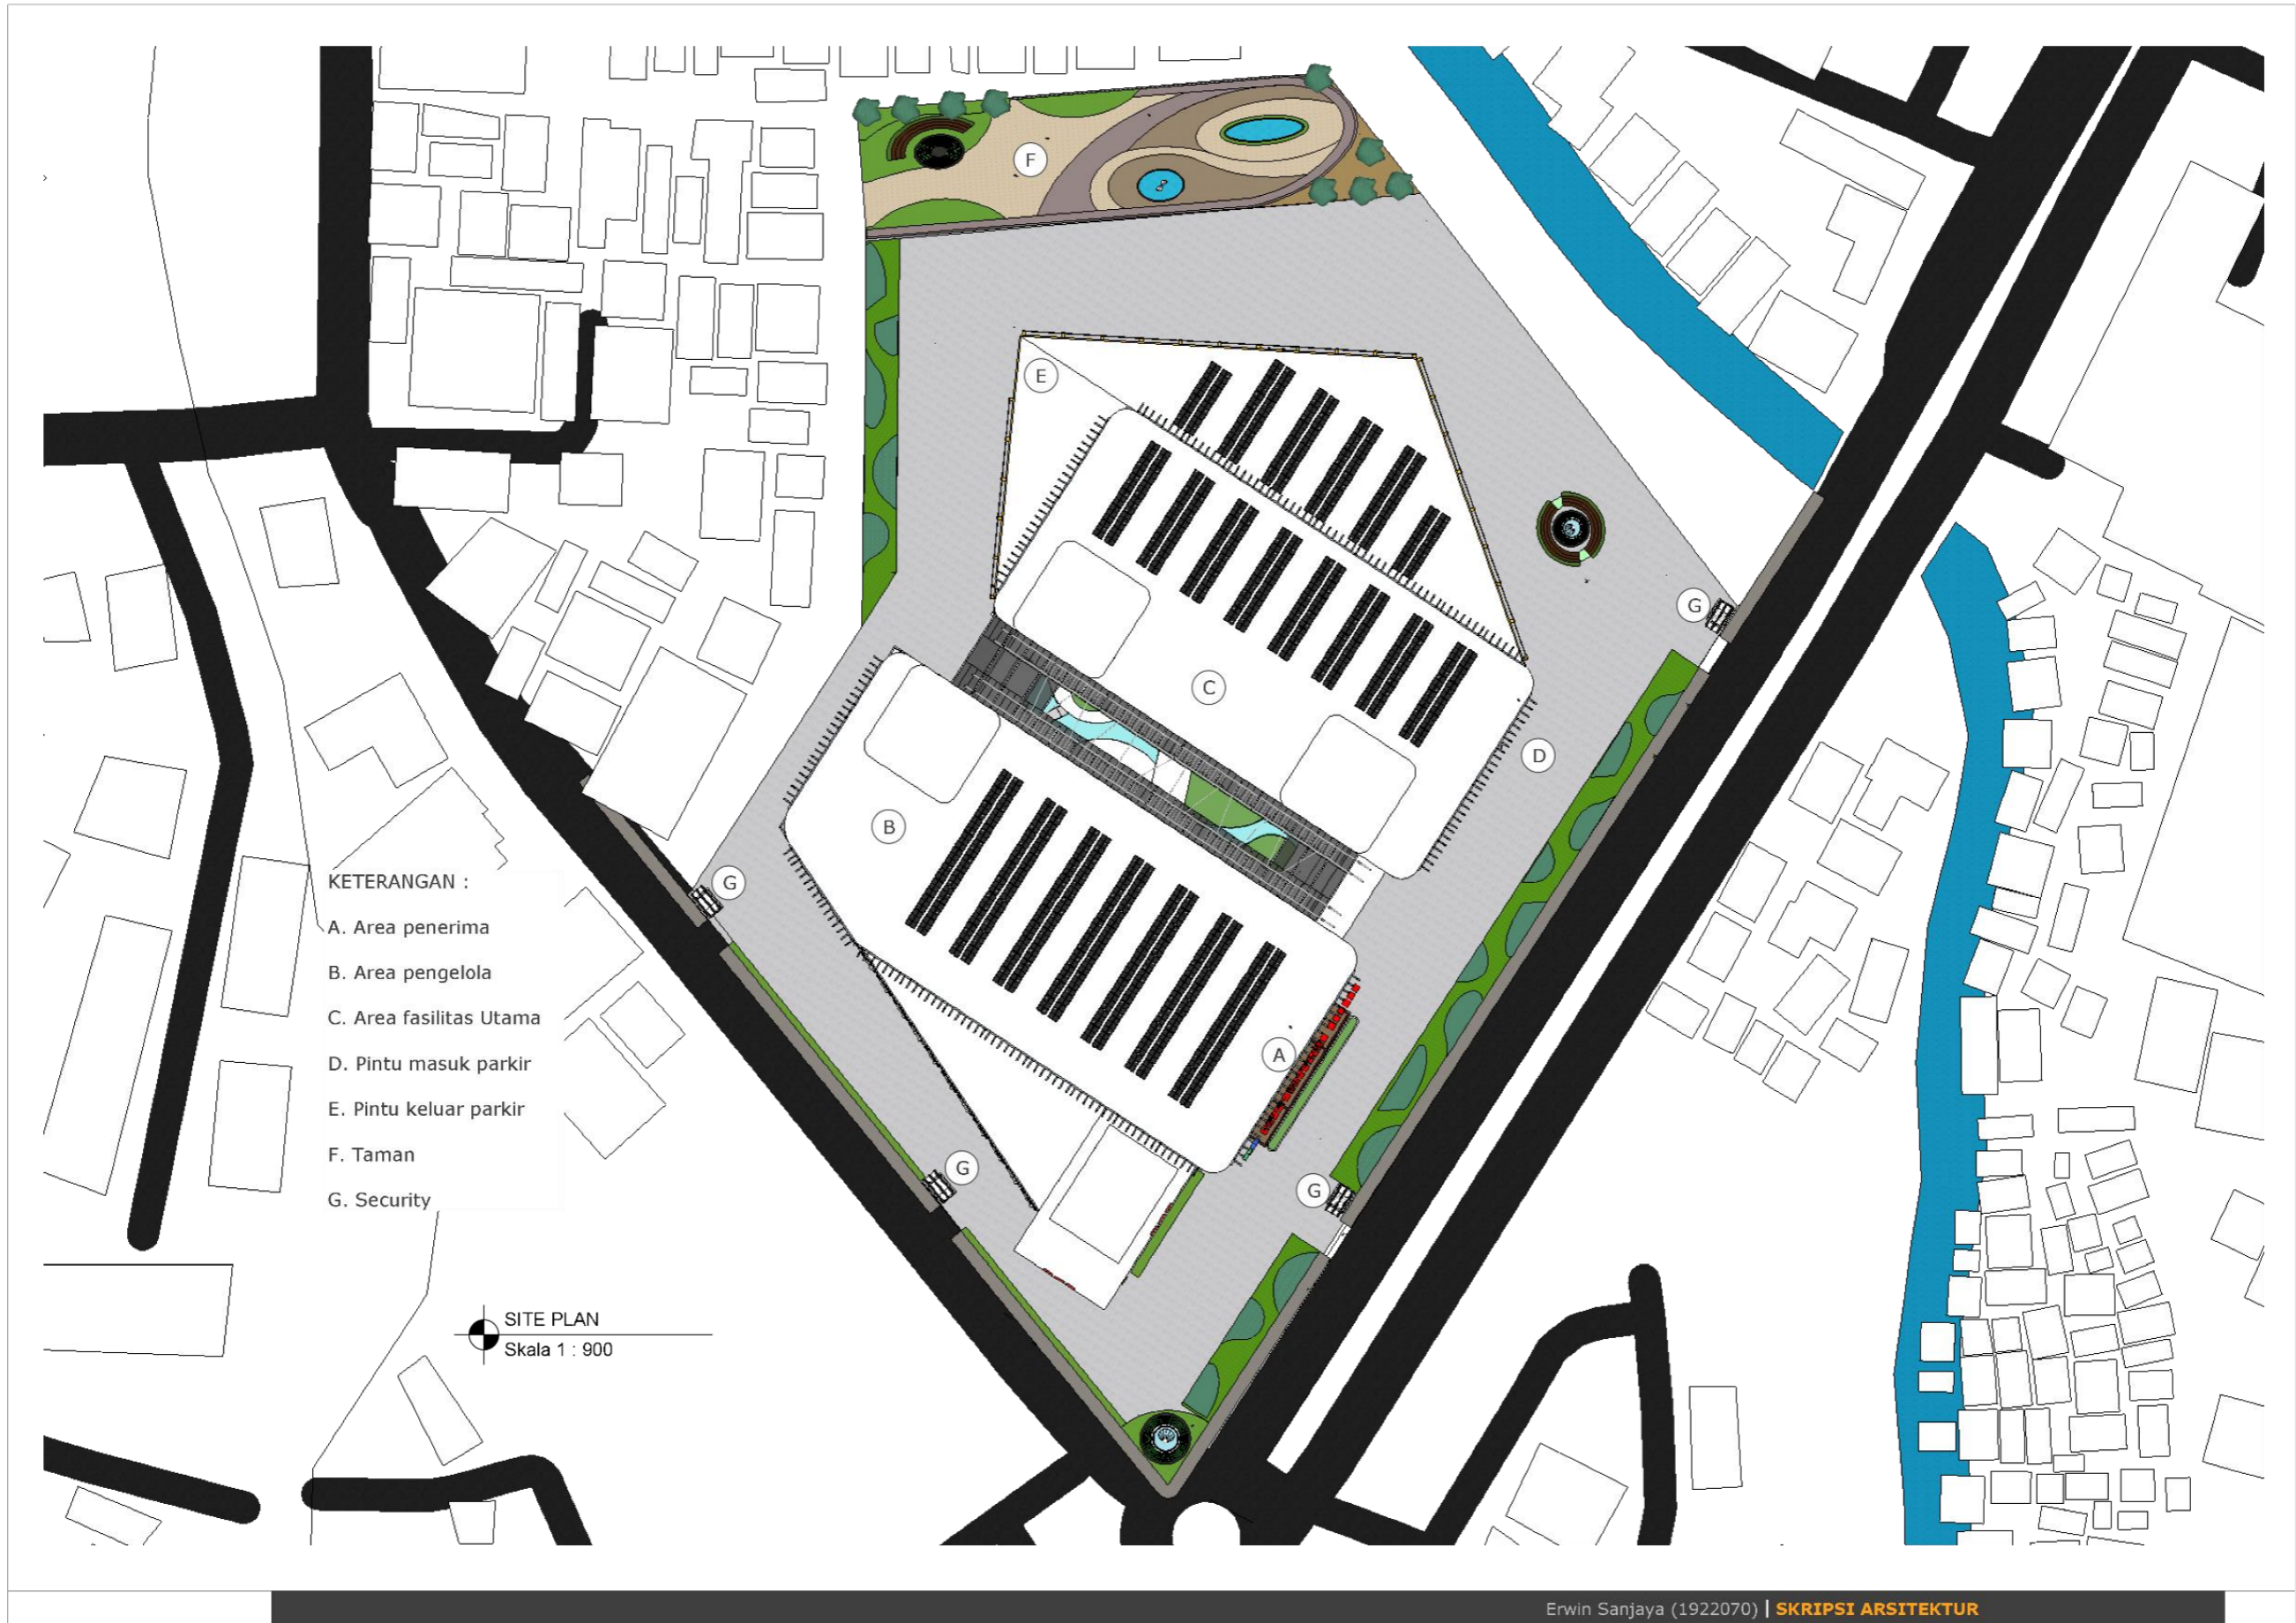 F
E
G
C
D
B
G
KETERANGAN :
A. Area penerima
B. Area pengelola
C. Area fasilitas Utama
D. Pintu masuk parkir
E. Pintu keluar parkir
F. Taman
G. Security
A
G
G
SITE PLAN
Skala 1 : 900
Erwin Sanjaya (1922070) | SKRIPSI ARSITEKTUR